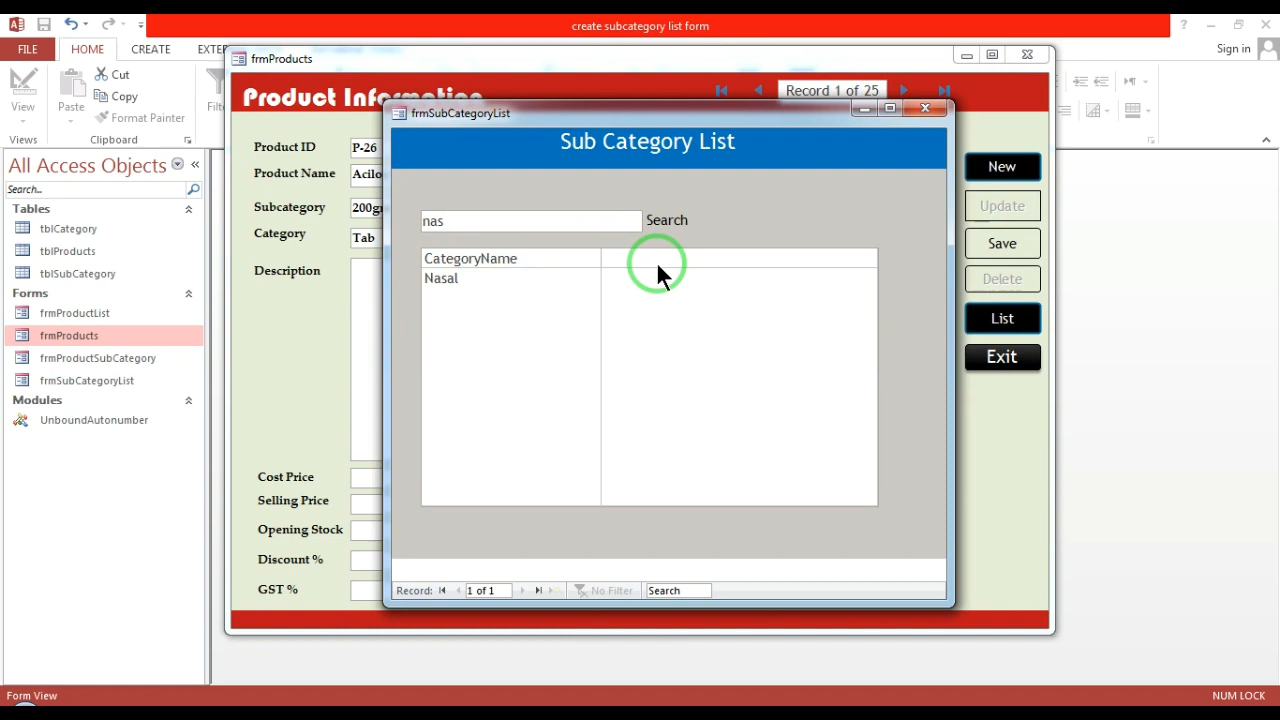 create subcategory list form
? 
FILE
HOME
CREATE
EXTER
Sign in
View
Paste
Cut
Copy
Format Painter
Filt
Views
Clipboard
All Access Objects
Search...
Tables
tblCategory
tblProducts
tblSubCategory
Forms
frmProductList
frmProducts
frmProductSubCategory
frmSubCategoryList
Modules
UnboundAutonumber
frmProducts
Product Information
Record 1 of 25
Product ID
P-26
Product Name
Acilo
Subcategory
200gr
Category
Tab
Description
Cost Price
Selling Price
Opening Stock
Discount %
GST %
New
Update
Save
Delete
List
Exit
frmSubCategoryList
Sub Category List
nas
Search
CategoryName
Nasal
Record:
1 of 1
No Filter
Search
Form View
NUM LOCK